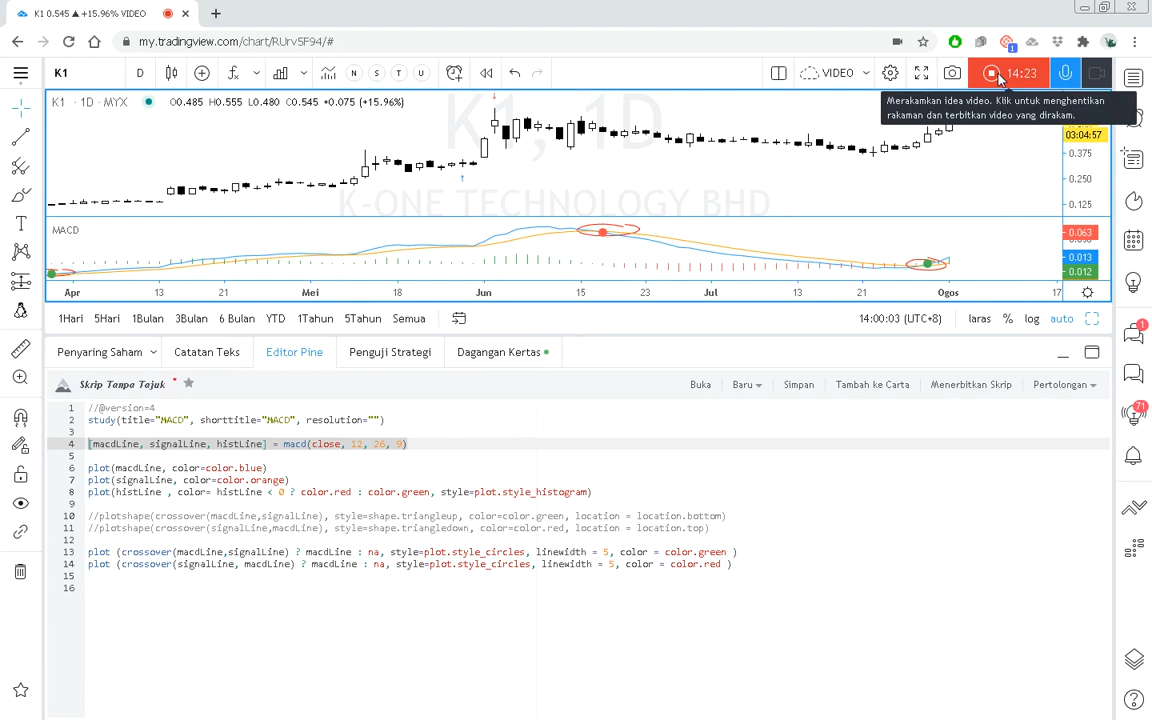 K1 0.545 ▲ +15.96% VIDEO
my.tradingview.com/chart/RUrv5F94/#
1
K1
D
N
S
T
U
VIDEO
14:23
Merakamkan idea video. Klik untuk menghentikan
rakaman dan terbitkan video yang dirakam.
K1 · 1D · MYX
O0.485 H0.555 L0.480 C0.545 +0.075 (+15.96%)
K1, 1D
K-ONE TECHNOLOGY BHD
03:04:57
0.375
0.250
0.125
MACD
0.063
0.013
0.012
Apr
13
21
Mei
18
Jun
15
23
Jul
13
21
Ogos
17
1Hari
5Hari
1Bulan
3Bulan
6 Bulan
YTD
1Tahun
5Tahun
Semua
14:00:03 (UTC+8)
laras
%
log
auto
Penyaring Saham
Catatan Teks
Editor Pine
Penguji Strategi
Dagangan Kertas
Skrip Tanpa Tajuk
Buka
Baru
Simpan
Tambah ke Carta
Menerbitkan Skrip
Pertolongan
1 //@version=4
2 study(title="MACD", shorttitle="MACD", resolution="")
3
4 [macdLine, signalLine, histLine] = macd(close, 12, 26, 9)
5
6 plot(macdLine, color=color.blue)
7 plot(signalLine, color=color.orange)
8 plot(histLine , color= histLine < 0 ? color.red : color.green, style=plot.style_histogram)
9
10 //plotshape(crossover(macdLine,signalLine), style=shape.triangleup, color=color.green, location = location.bottom)
11 //plotshape(crossover(signalLine,macdLine), style=shape.triangledown, color=color.red, location = location.top)
12
13 plot (crossover(macdLine,signalLine) ? macdLine : na, style=plot.style_circles, linewidth = 5, color = color.green )
14 plot (crossover(signalLine, macdLine) ? macdLine : na, style=plot.style_circles, linewidth = 5, color = color.red )
15
16
1
71